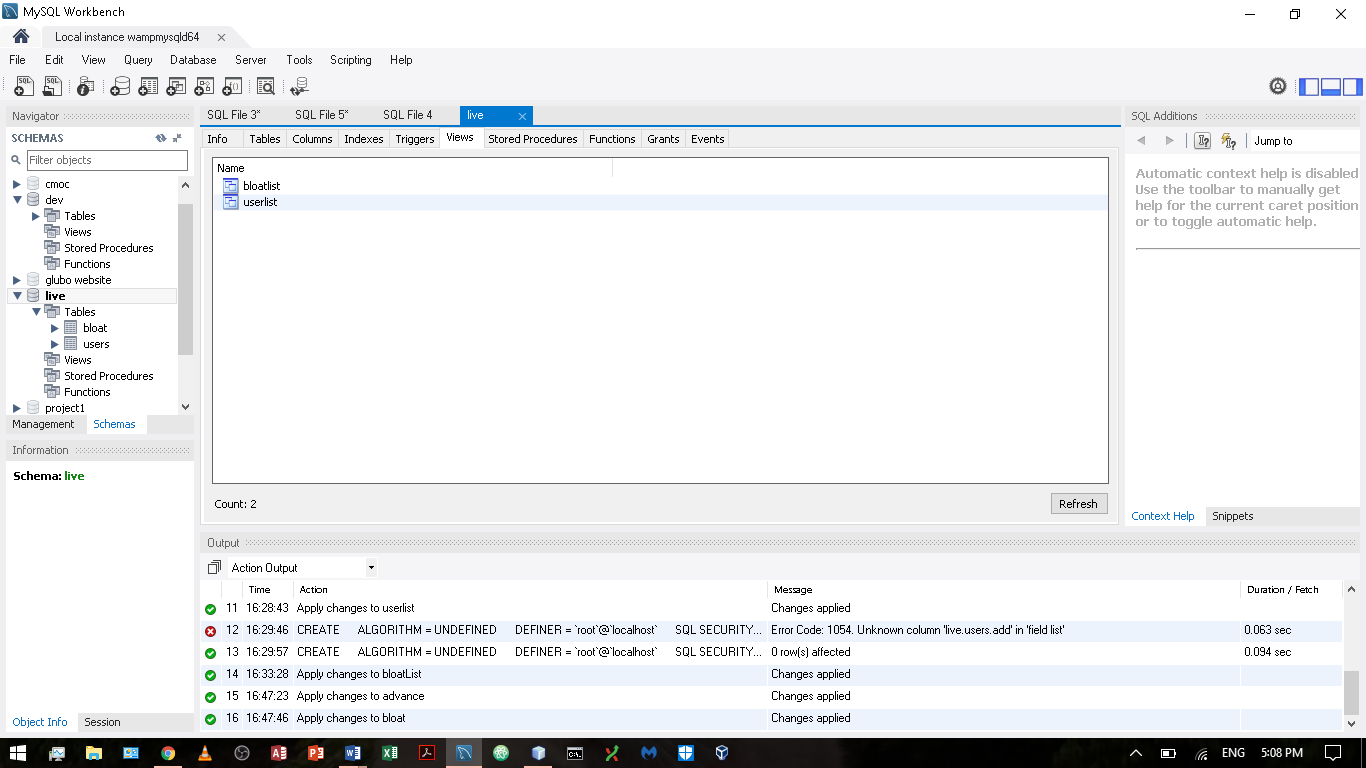 MySQL Workbench
Local instance wampmysqld64
File Edit View Query Database Server Tools Scripting Help
Navigator
SCHEMAS
Filter objects
cmoc
dev
Tables
Views
Stored Procedures
Functions
glubo website
live
Tables
bloat
users
Views
Stored Procedures
Functions
project1
Management Schemas
Information
Schema: live
Object Info Session
SQL File 3* SQL File 5* SQL File 4 live
Info Tables Columns Indexes Triggers Views Stored Procedures Functions Grants Events
Name
bloatlist
userlist
Count: 2
Refresh
SQL Additions
Jump to
Automatic context help is disabled
Use the toolbar to manually get
help for the current caret position
or to toggle automatic help.
Context Help Snippets
Output
Action Output
Time Action Message Duration / Fetch
11 16:28:43 Apply changes to userlist Changes applied
12 16:29:46 CREATE ALGORITHM = UNDEFINED DEFINER = `root`@`localhost` SQL SECURITY... Error Code: 1054. Unknown column 'live.users.add' in 'field list' 0.063 sec
13 16:29:57 CREATE ALGORITHM = UNDEFINED DEFINER = `root`@`localhost` SQL SECURITY... 0 row(s) affected 0.094 sec
14 16:33:28 Apply changes to bloatList Changes applied
15 16:47:23 Apply changes to advance Changes applied
16 16:47:46 Apply changes to bloat Changes applied
ENG 5:08 PM